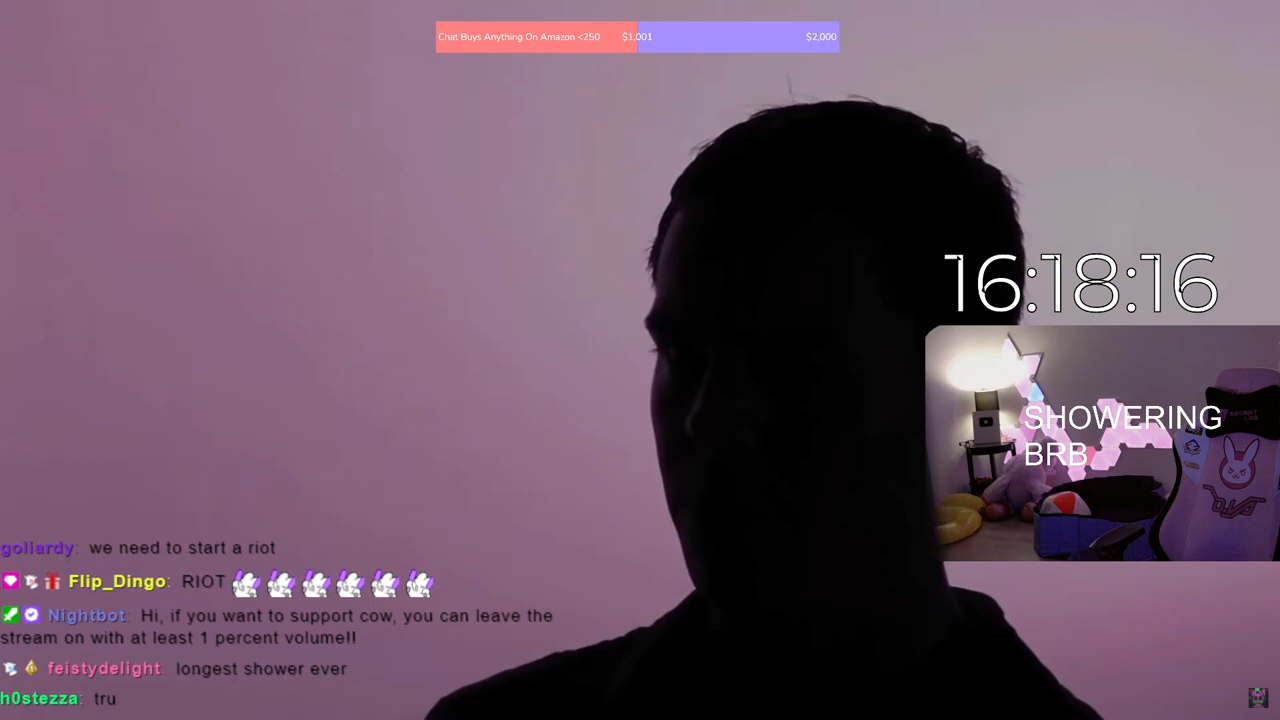 Chat Buys Anything On Amazon <250 $1,001 $2,000
16:18:16
SHOWERING
BRB
SECRET
LAB
goliardy: we need to start a riot
Flip_Dingo: RIOT
Nightbot: Hi, if you want to support cow, you can leave the
stream on with at least 1 percent volume!!
feistydelight: longest shower ever
h0stezza: tru